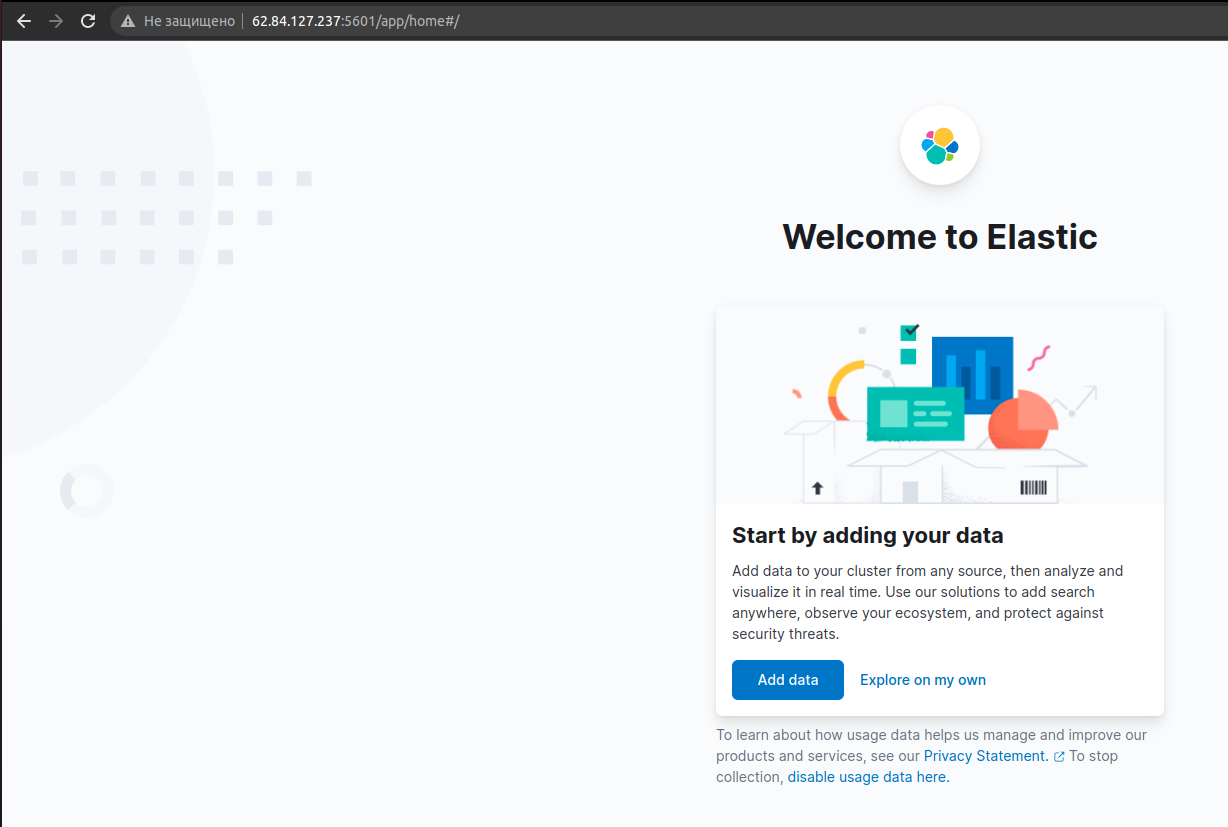 Не защищено 62.84.127.237:5601/app/home#/
Welcome to Elastic
Start by adding your data
Add data to your cluster from any source, then analyze and
visualize it in real time. Use our solutions to add search
anywhere, observe your ecosystem, and protect against
security threats.
Add data Explore on my own
To learn about how usage data helps us manage and improve our
products and services, see our Privacy Statement. To stop
collection, disable usage data here.